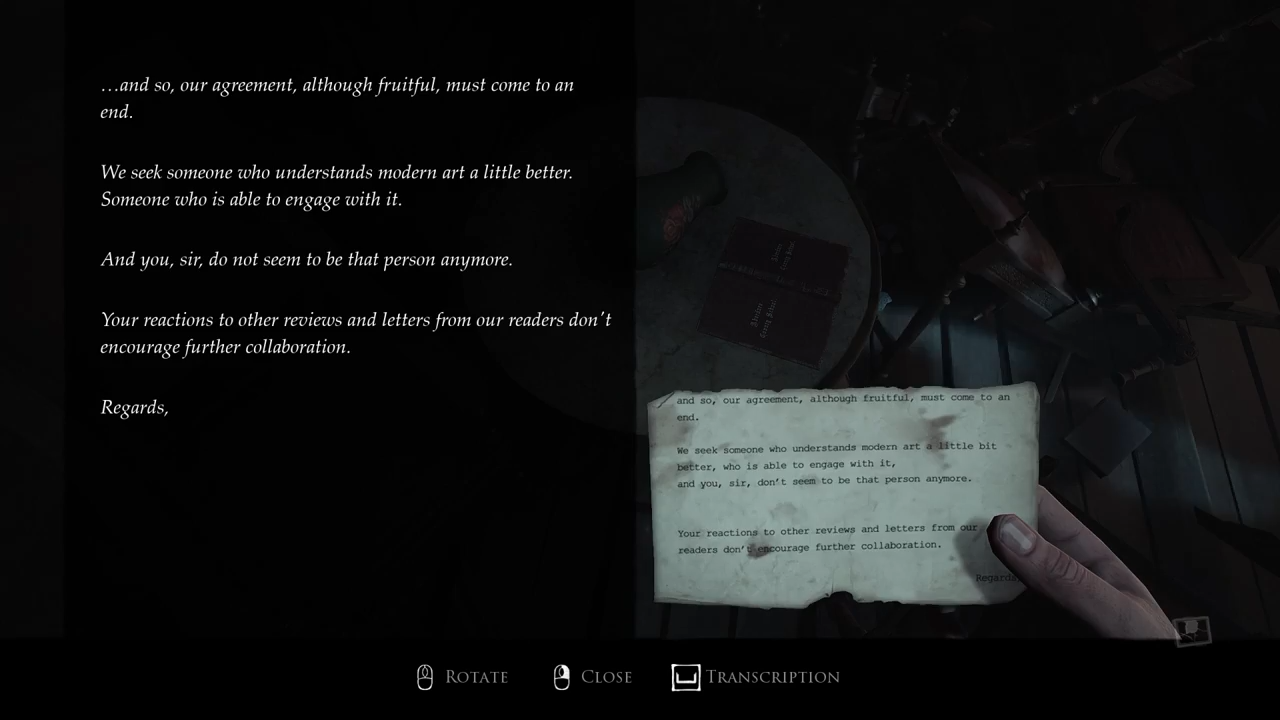 …and so, our agreement, although fruitful, must come to an
end.
We seek someone who understands modern art a little better.
Someone who is able to engage with it.
And you, sir, do not seem to be that person anymore.
Your reactions to other reviews and letters from our readers don't
encourage further collaboration.
Regards,
and so, our agreement, although fruitful, must come to an
end.
We seek someone who understands modern art a little bit
better, who is able to engage with it,
and you, sir, don't seem to be that person anymore.
Your reactions to other reviews and letters from our
readers don't encourage further collaboration.
Regards,
ROTATE
CLOSE
TRANSCRIPTION